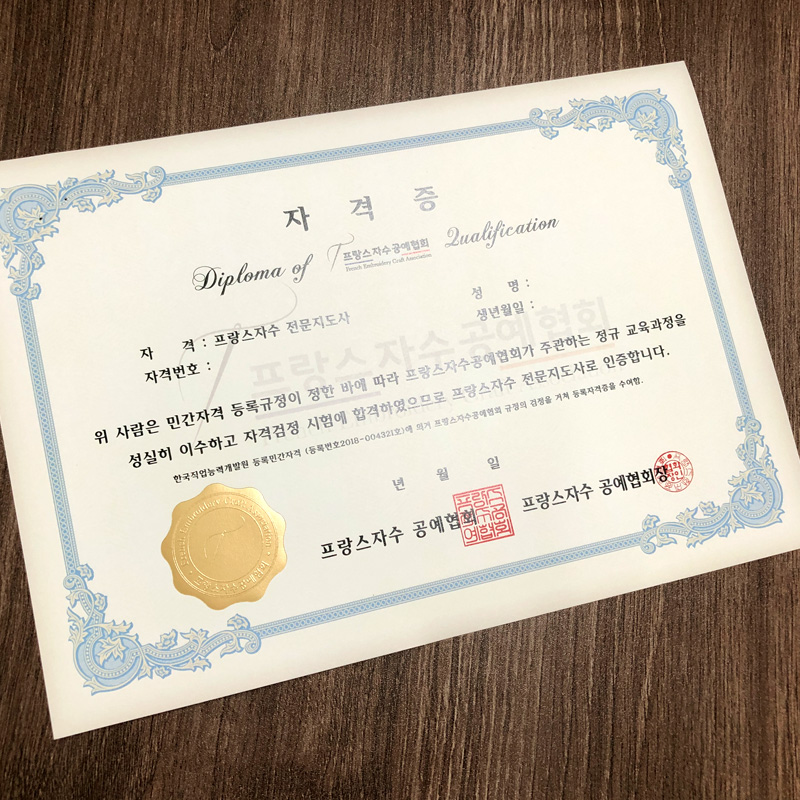 자 격 증
Diploma of 프랑스자수공예협회 Qualification
French Embroidery Craft Association
성 명 :
생년월일 :
자 격 : 프랑스자수 전문지도사
자격번호 :
프랑스자수공예협회
위 사람은 민간자격 등록규정이 정한 바에 따라 프랑스자수공예협회가 주관하는 정규 교육과정을
성실히 이수하고 자격검정 시험에 합격하였으므로 프랑스자수 전문지도사로 인증합니다.
한국직업능력개발원 등록민간자격 (등록번호2018-004321호)에 의거 프랑스자수공예협회 규정의 검정을 거쳐 등록자격증을 수여함.
년 월 일
프랑스자수 공예협회
프랑스자수 공예협회장